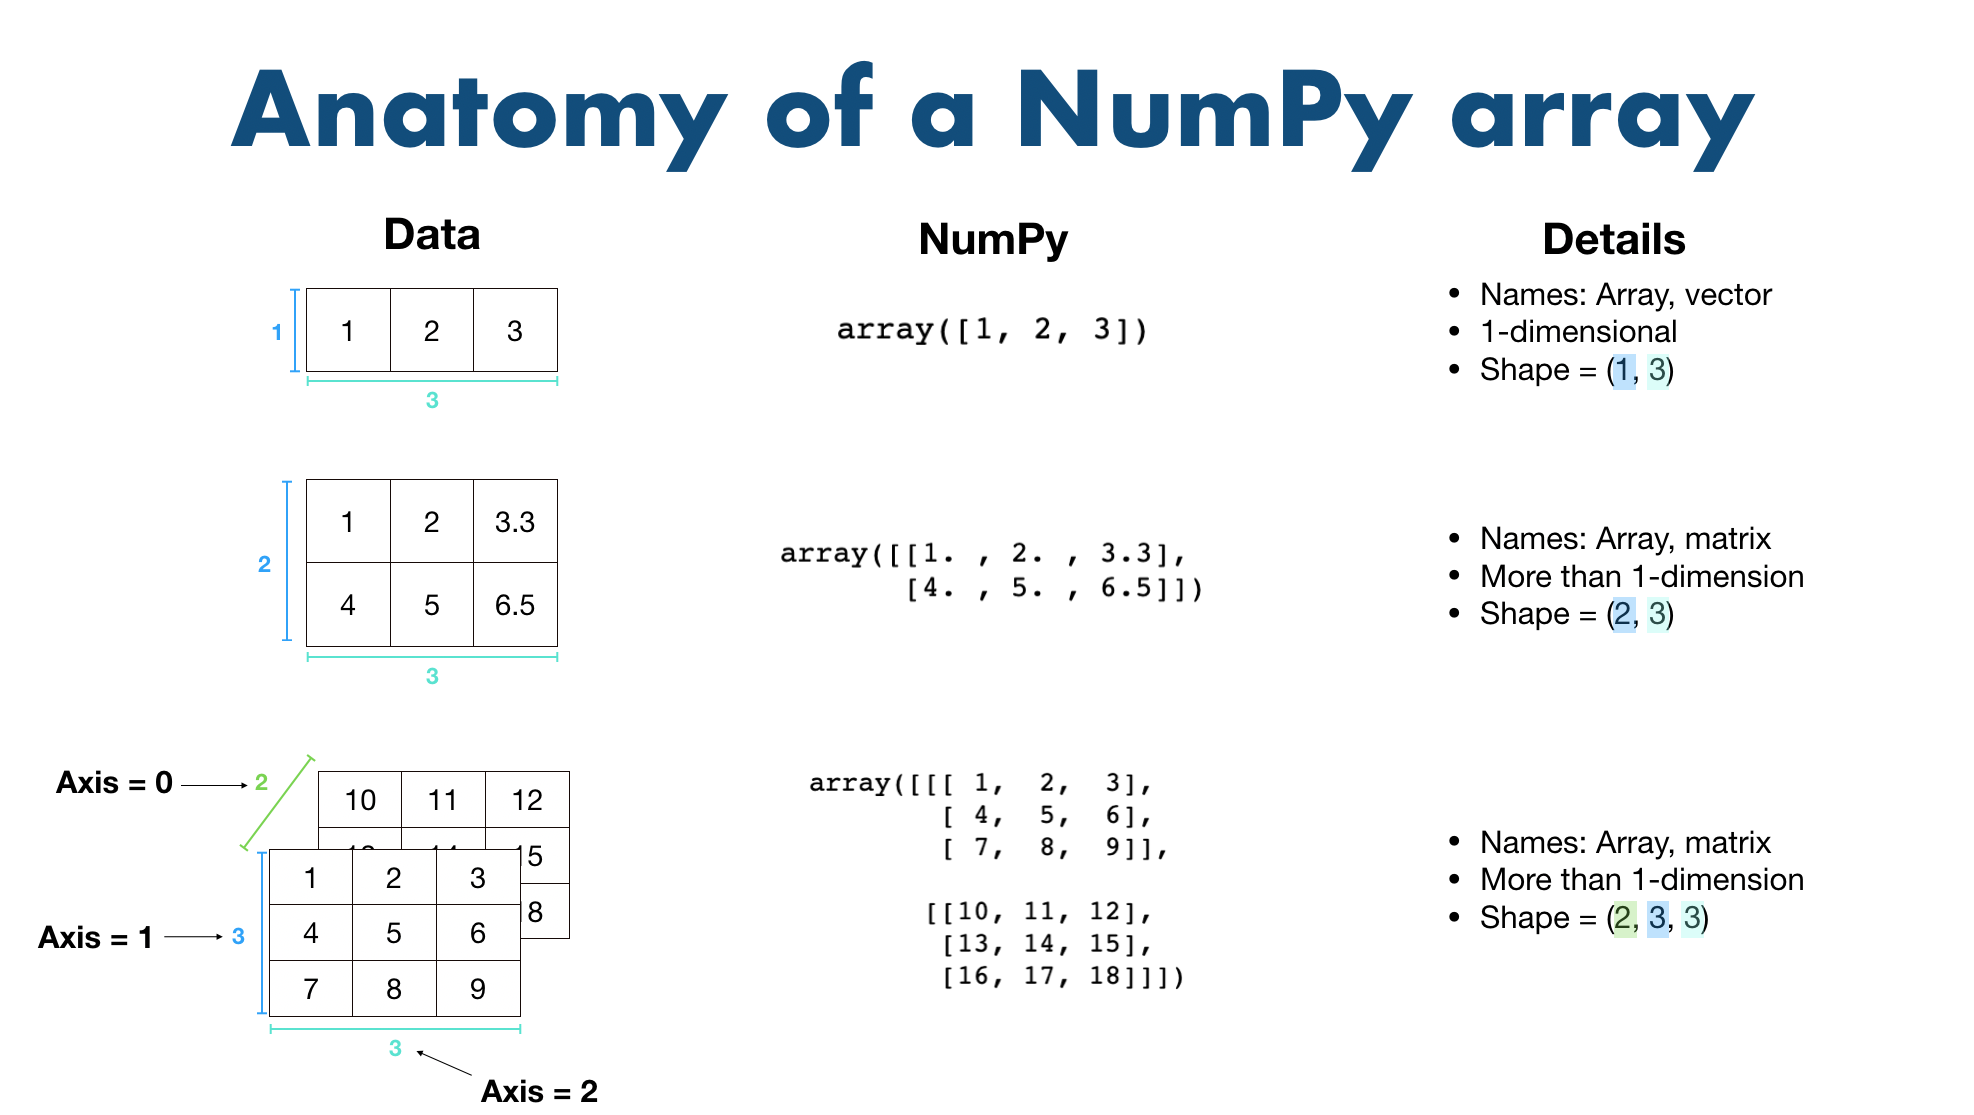 Anatomy of a NumPy array
Data
NumPy
Details
1
1 2 3
3
array([1, 2, 3])
• Names: Array, vector
• 1-dimensional
• Shape = (1, 3)
2
1 2 3.3
4 5 6.5
3
array([[1. , 2. , 3.3],
[4. , 5. , 6.5]])
• Names: Array, matrix
• More than 1-dimension
• Shape = (2, 3)
Axis = 0
2
10 11 12
15
8
Axis = 1
3
1 2 3
4 5 6
7 8 9
3
Axis = 2
array([[[ 1, 2, 3],
[ 4, 5, 6],
[ 7, 8, 9]],
[[10, 11, 12],
[13, 14, 15],
[16, 17, 18]]])
• Names: Array, matrix
• More than 1-dimension
• Shape = (2, 3, 3)